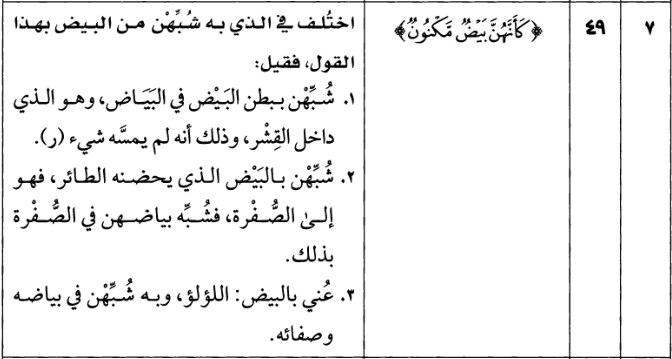 ٧
٤٩
﴿كَأَنَّهُنَّ بَيْضٌ مَّكْنُونٌ﴾
اختُلف في الذي به شُبِّهْن من البيض بهذا
القول، فقيل:
١. شُبِّهْن ببطن البَيْض في البَيَاض، وهو الذي
داخل القِشْر، وذلك أنه لم يمسَّه شيء (ر).
٢. شُبِّهْن بالبَيْض الذي يحضنه الطائر، فهو
إلىٰ الصُّفْرة، فشُبِّه بياضهن في الصُّفْرة
بذلك.
٣. عُني بالبيض: اللؤلؤ، وبه شُبِّهْن في بياضه
وصفائه.